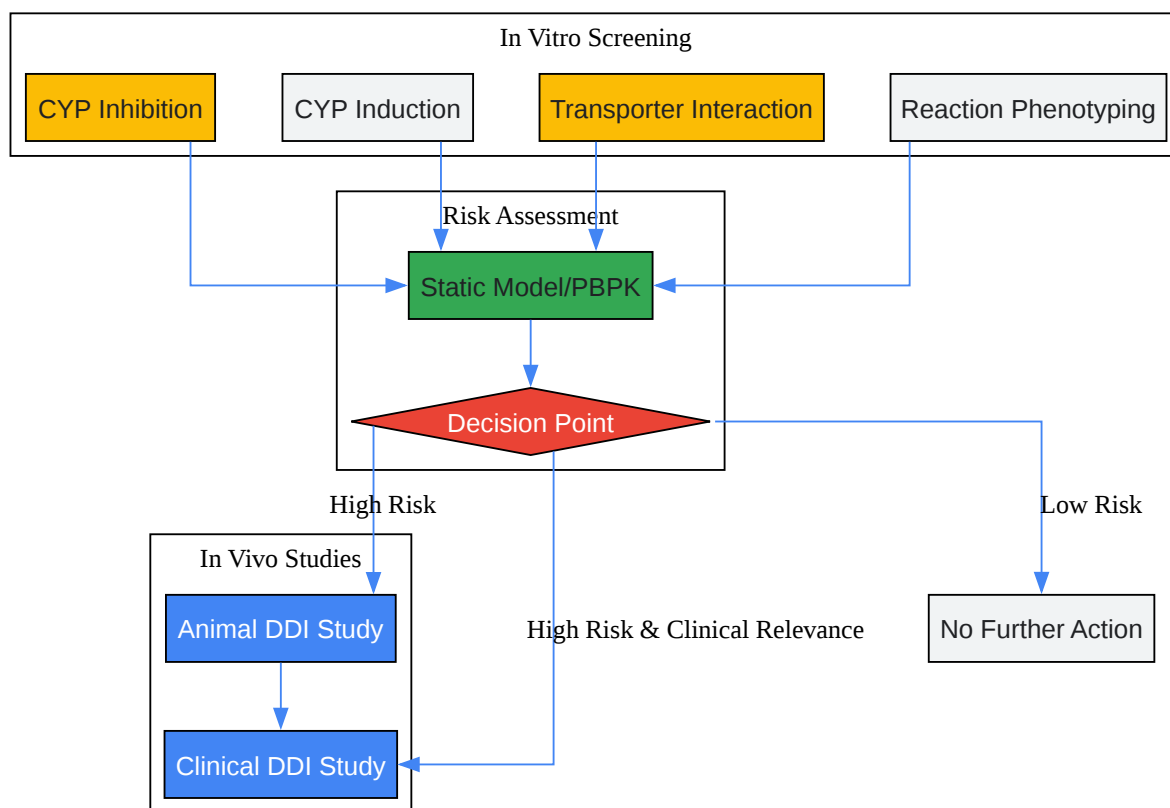 In Vitro Screening
CYP Inhibition
CYP Induction
Transporter Interaction
Reaction Phenotyping
Risk Assessment
Static Model/PBPK
Decision Point
High Risk
Low Risk
In Vivo Studies
Animal DDI Study
High Risk & Clinical Relevance
No Further Action
Clinical DDI Study